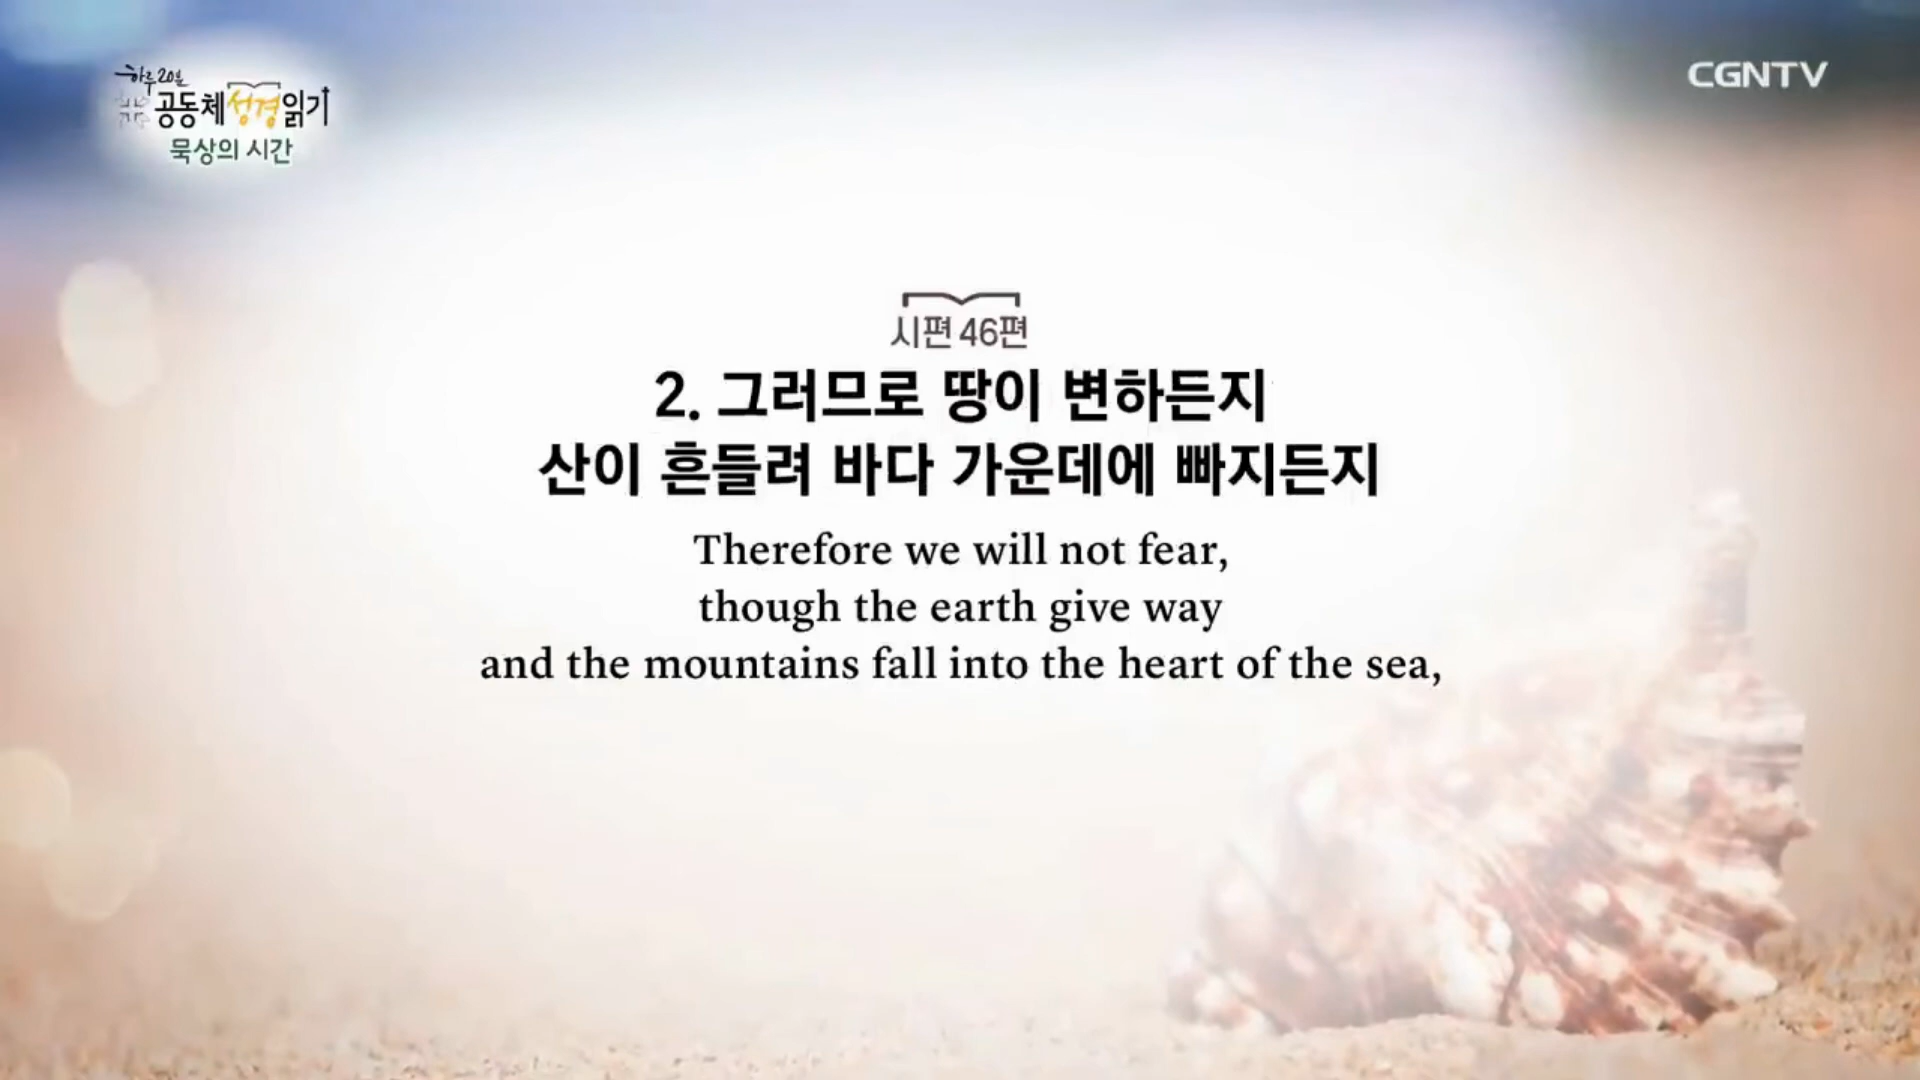 하루20분
공동체성경읽기
묵상의 시간
CGNTV
시편 46편
2. 그러므로 땅이 변하든지
산이 흔들려 바다 가운데에 빠지든지
Therefore we will not fear,
though the earth give way
and the mountains fall into the heart of the sea,